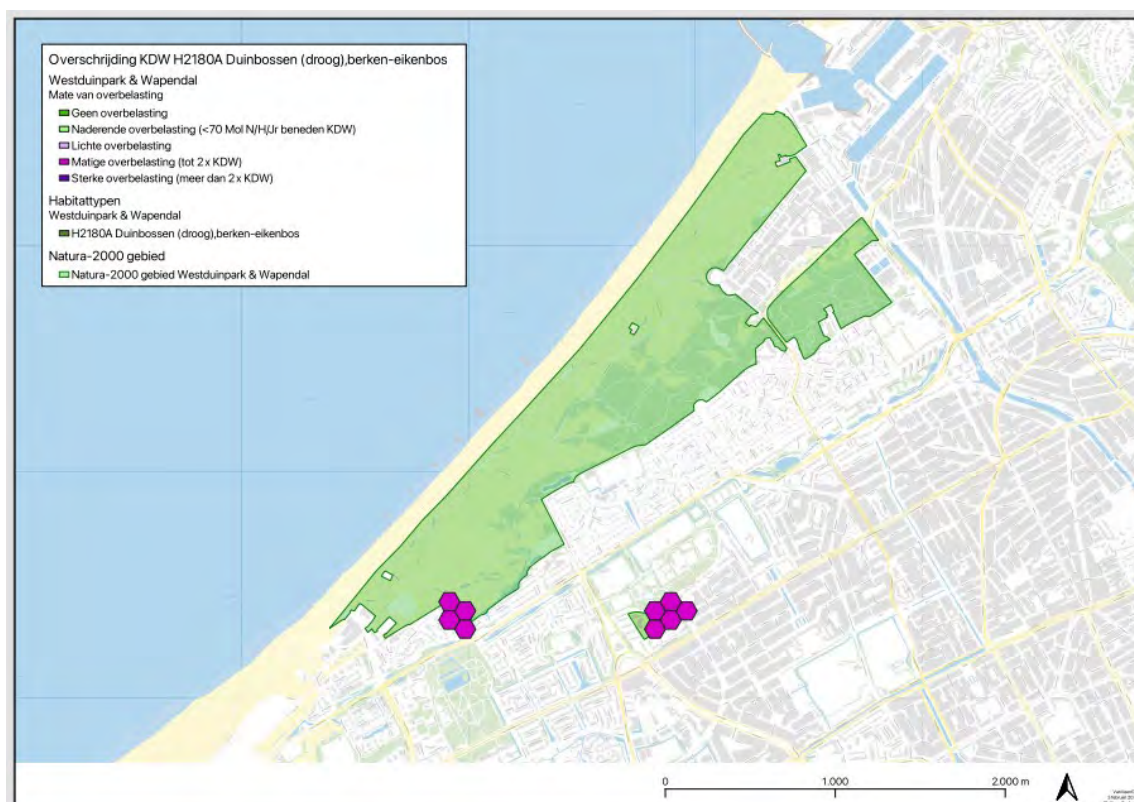 Overschrijding KDW H2180A Duinbossen (droog),berken-eikenbos
Westduinpark & Wapendal
Mate van overbelasting
Geen overbelasting
Naderende overbelasting (<70 Mol N/H/Jr beneden KDW)
Lichte overbelasting
Matige overbelasting (tot 2x KDW)
Sterke overbelasting (meer dan 2x KDW)
Habitattypen
Westduinpark & Wapendal
H2180A Duinbossen (droog),berken-eikenbos
Natura-2000 gebied
Natura-2000 gebied Westduinpark & Wapendal
0
1.000
2.000 m